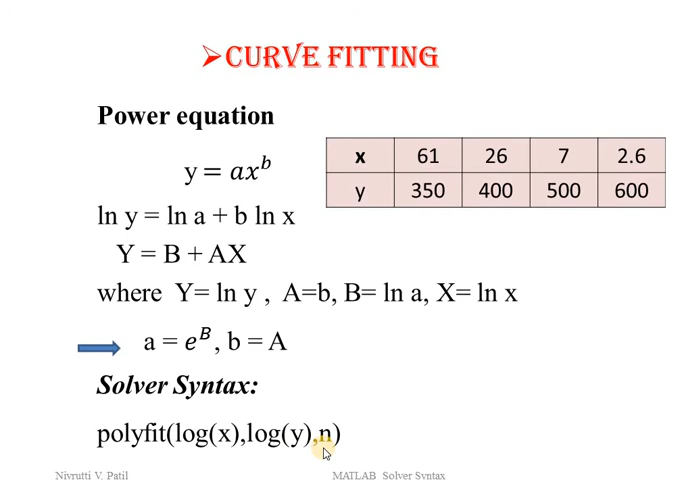 ➢CURVE FITTING
Power equation
y = ax^b
ln y = ln a + b ln x
Y = B + AX
where Y= ln y , A=b, B= ln a, X= ln x
a = e^B, b = A
Solver Syntax:
polyfit(log(x),log(y),n)
x 61 26 7 2.6
y 350 400 500 600
Nivrutti V. Patil MATLAB Solver Syntax